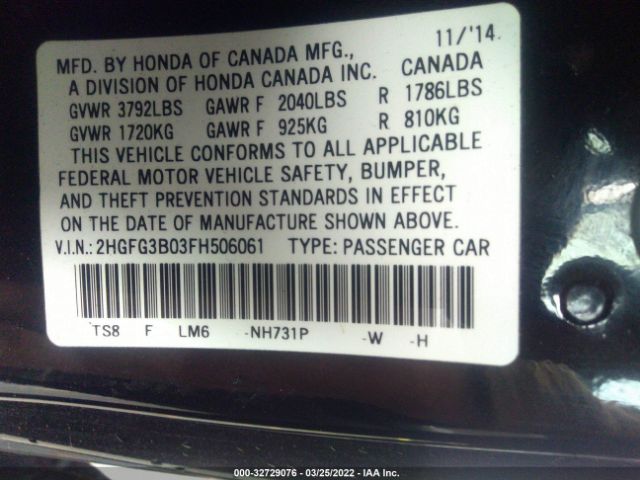 11/'14
MFD. BY HONDA OF CANADA MFG.,
A DIVISION OF HONDA CANADA INC. CANADA
GVWR 3792LBS GAWR F 2040LBS R 1786LBS
GVWR 1720KG GAWR F 925KG R 810KG
THIS VEHICLE CONFORMS TO ALL APPLICABLE
FEDERAL MOTOR VEHICLE SAFETY, BUMPER,
AND THEFT PREVENTION STANDARDS IN EFFECT
ON THE DATE OF MANUFACTURE SHOWN ABOVE.
V.I.N.: 2HGFG3B03FH506061 TYPE: PASSENGER CAR
TS8 F LM6 -NH731P -W -H
000-32729076 - 03/25/2022 - IAA Inc.